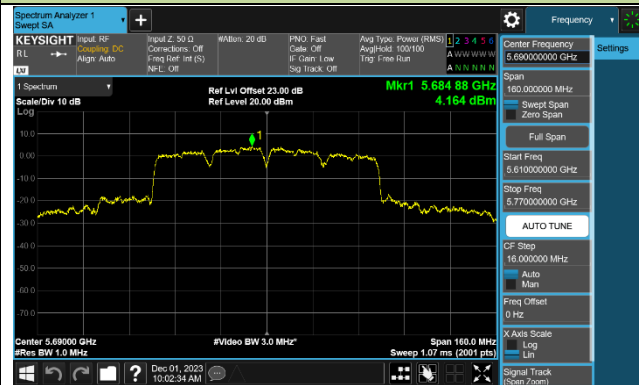 Spectrum Analyzer 1
Swept SA
Frequency
KEYSIGHT
RL
Input: RF
Coupling: DC
Align: Auto
Input Z: 50 Ω
Corrections: Off
Freq Ref: Int (S)
NFE: Off
#Atten: 20 dB
PNO: Fast
Gate: Off
IF Gain: Low
Sig Track: Off
Avg Type: Power (RMS)
Avg|Hold: 100/100
Trig: Free Run
1 2 3 4 5 6
A W W W W W
A N N N N N
LXI
1 Spectrum
Scale/Div 10 dB
Log
Ref Lvl Offset 23.00 dB
Ref Level 20.00 dBm
Mkr1 5.684 88 GHz
4.164 dBm
1
10.0
0.00
-10.0
-20.0
-30.0
-40.0
-50.0
-60.0
-70.0
Center 5.69000 GHz
#Res BW 1.0 MHz
#Video BW 3.0 MHz*
Span 160.0 MHz
Sweep 1.07 ms (2001 pts)
Center Frequency
5.690000000 GHz
Settings
Span
160.000000 MHz
Swept Span
Zero Span
Full Span
Start Freq
5.610000000 GHz
Stop Freq
5.770000000 GHz
AUTO TUNE
CF Step
16.000000 MHz
Auto
Man
Freq Offset
0 Hz
X Axis Scale
Log
Lin
Signal Track
(Span Zoom)
Dec 01, 2023
10:02:34 AM